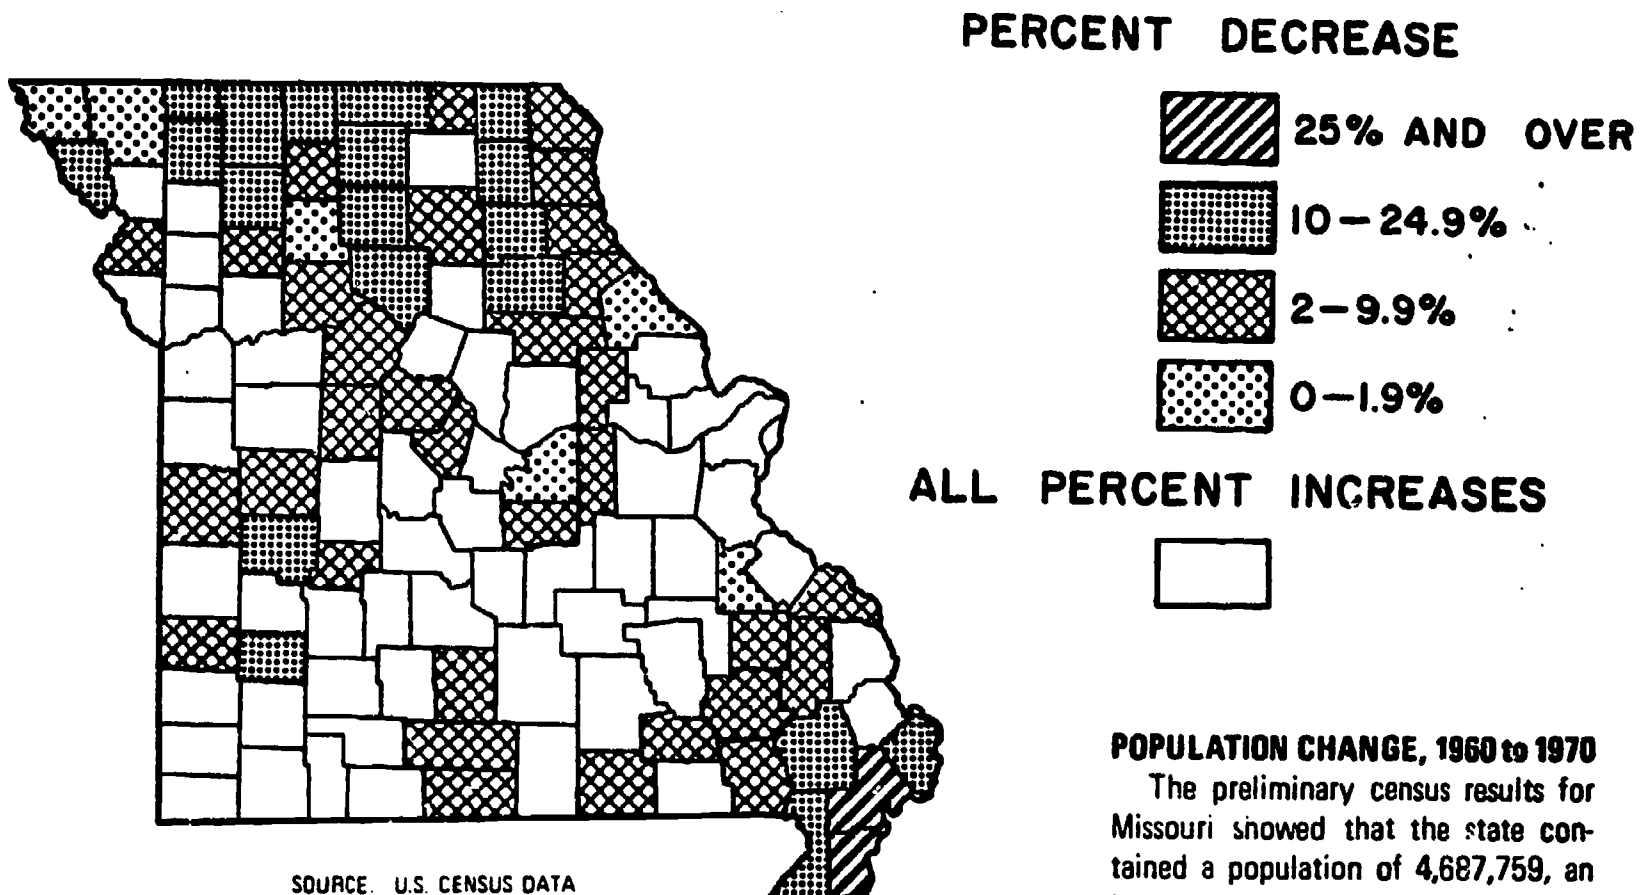 PERCENT DECREASE
25% AND OVER
10-24.9%
2-9.9%
0-1.9%
ALL PERCENT INCREASES
POPULATION CHANGE, 1960 to 1970
The preliminary census results for
Missouri showed that the state con-
tained a population of 4,687,759, an
SOURCE. U.S. CENSUS DATA